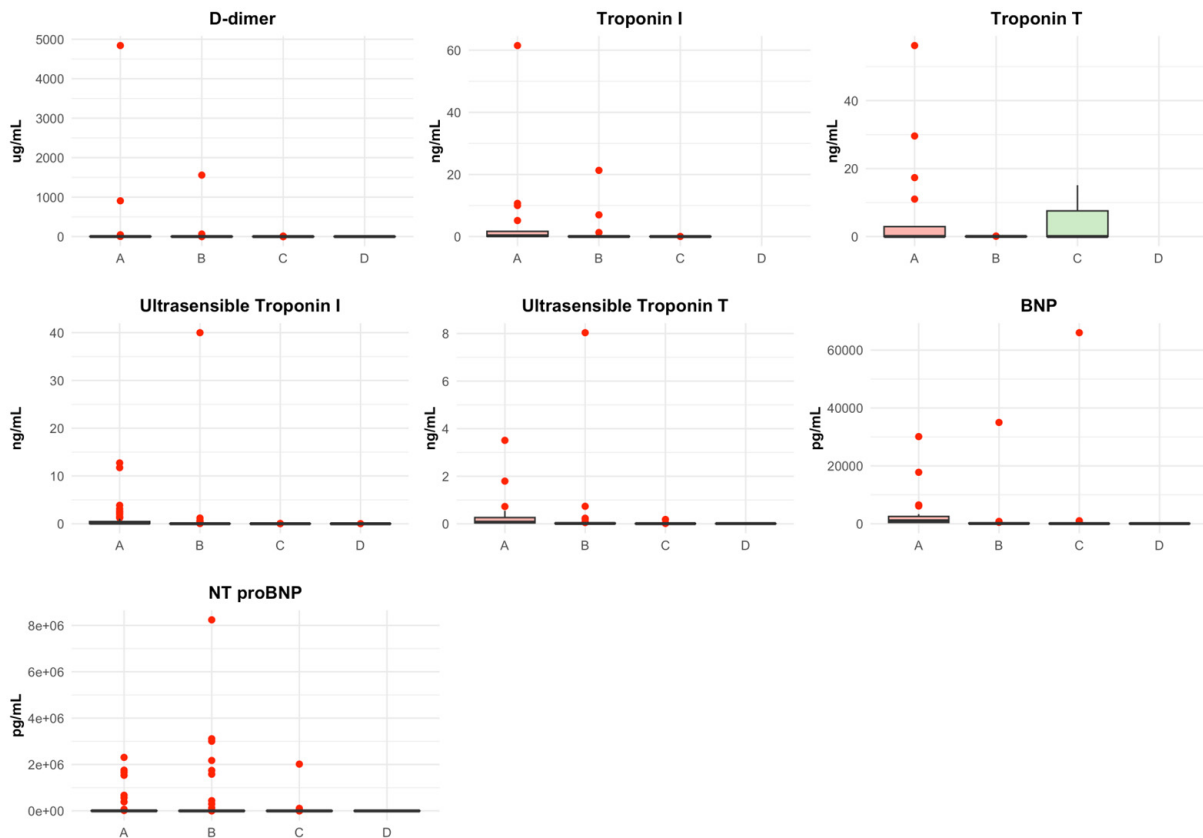 D-dimer
ug/mL
5000
4000
3000
2000
1000
0
A B C D
Troponin I
ng/mL
60
40
20
0
A B C D
Troponin T
ng/mL
40
20
0
A B C D
Ultrasensible Troponin I
ng/mL
40
30
20
10
0
A B C D
Ultrasensible Troponin T
ng/mL
8
6
4
2
0
A B C D
BNP
pg/mL
60000
40000
20000
0
A B C D
NT proBNP
pg/mL
8e+06
6e+06
4e+06
2e+06
0e+00
A B C D